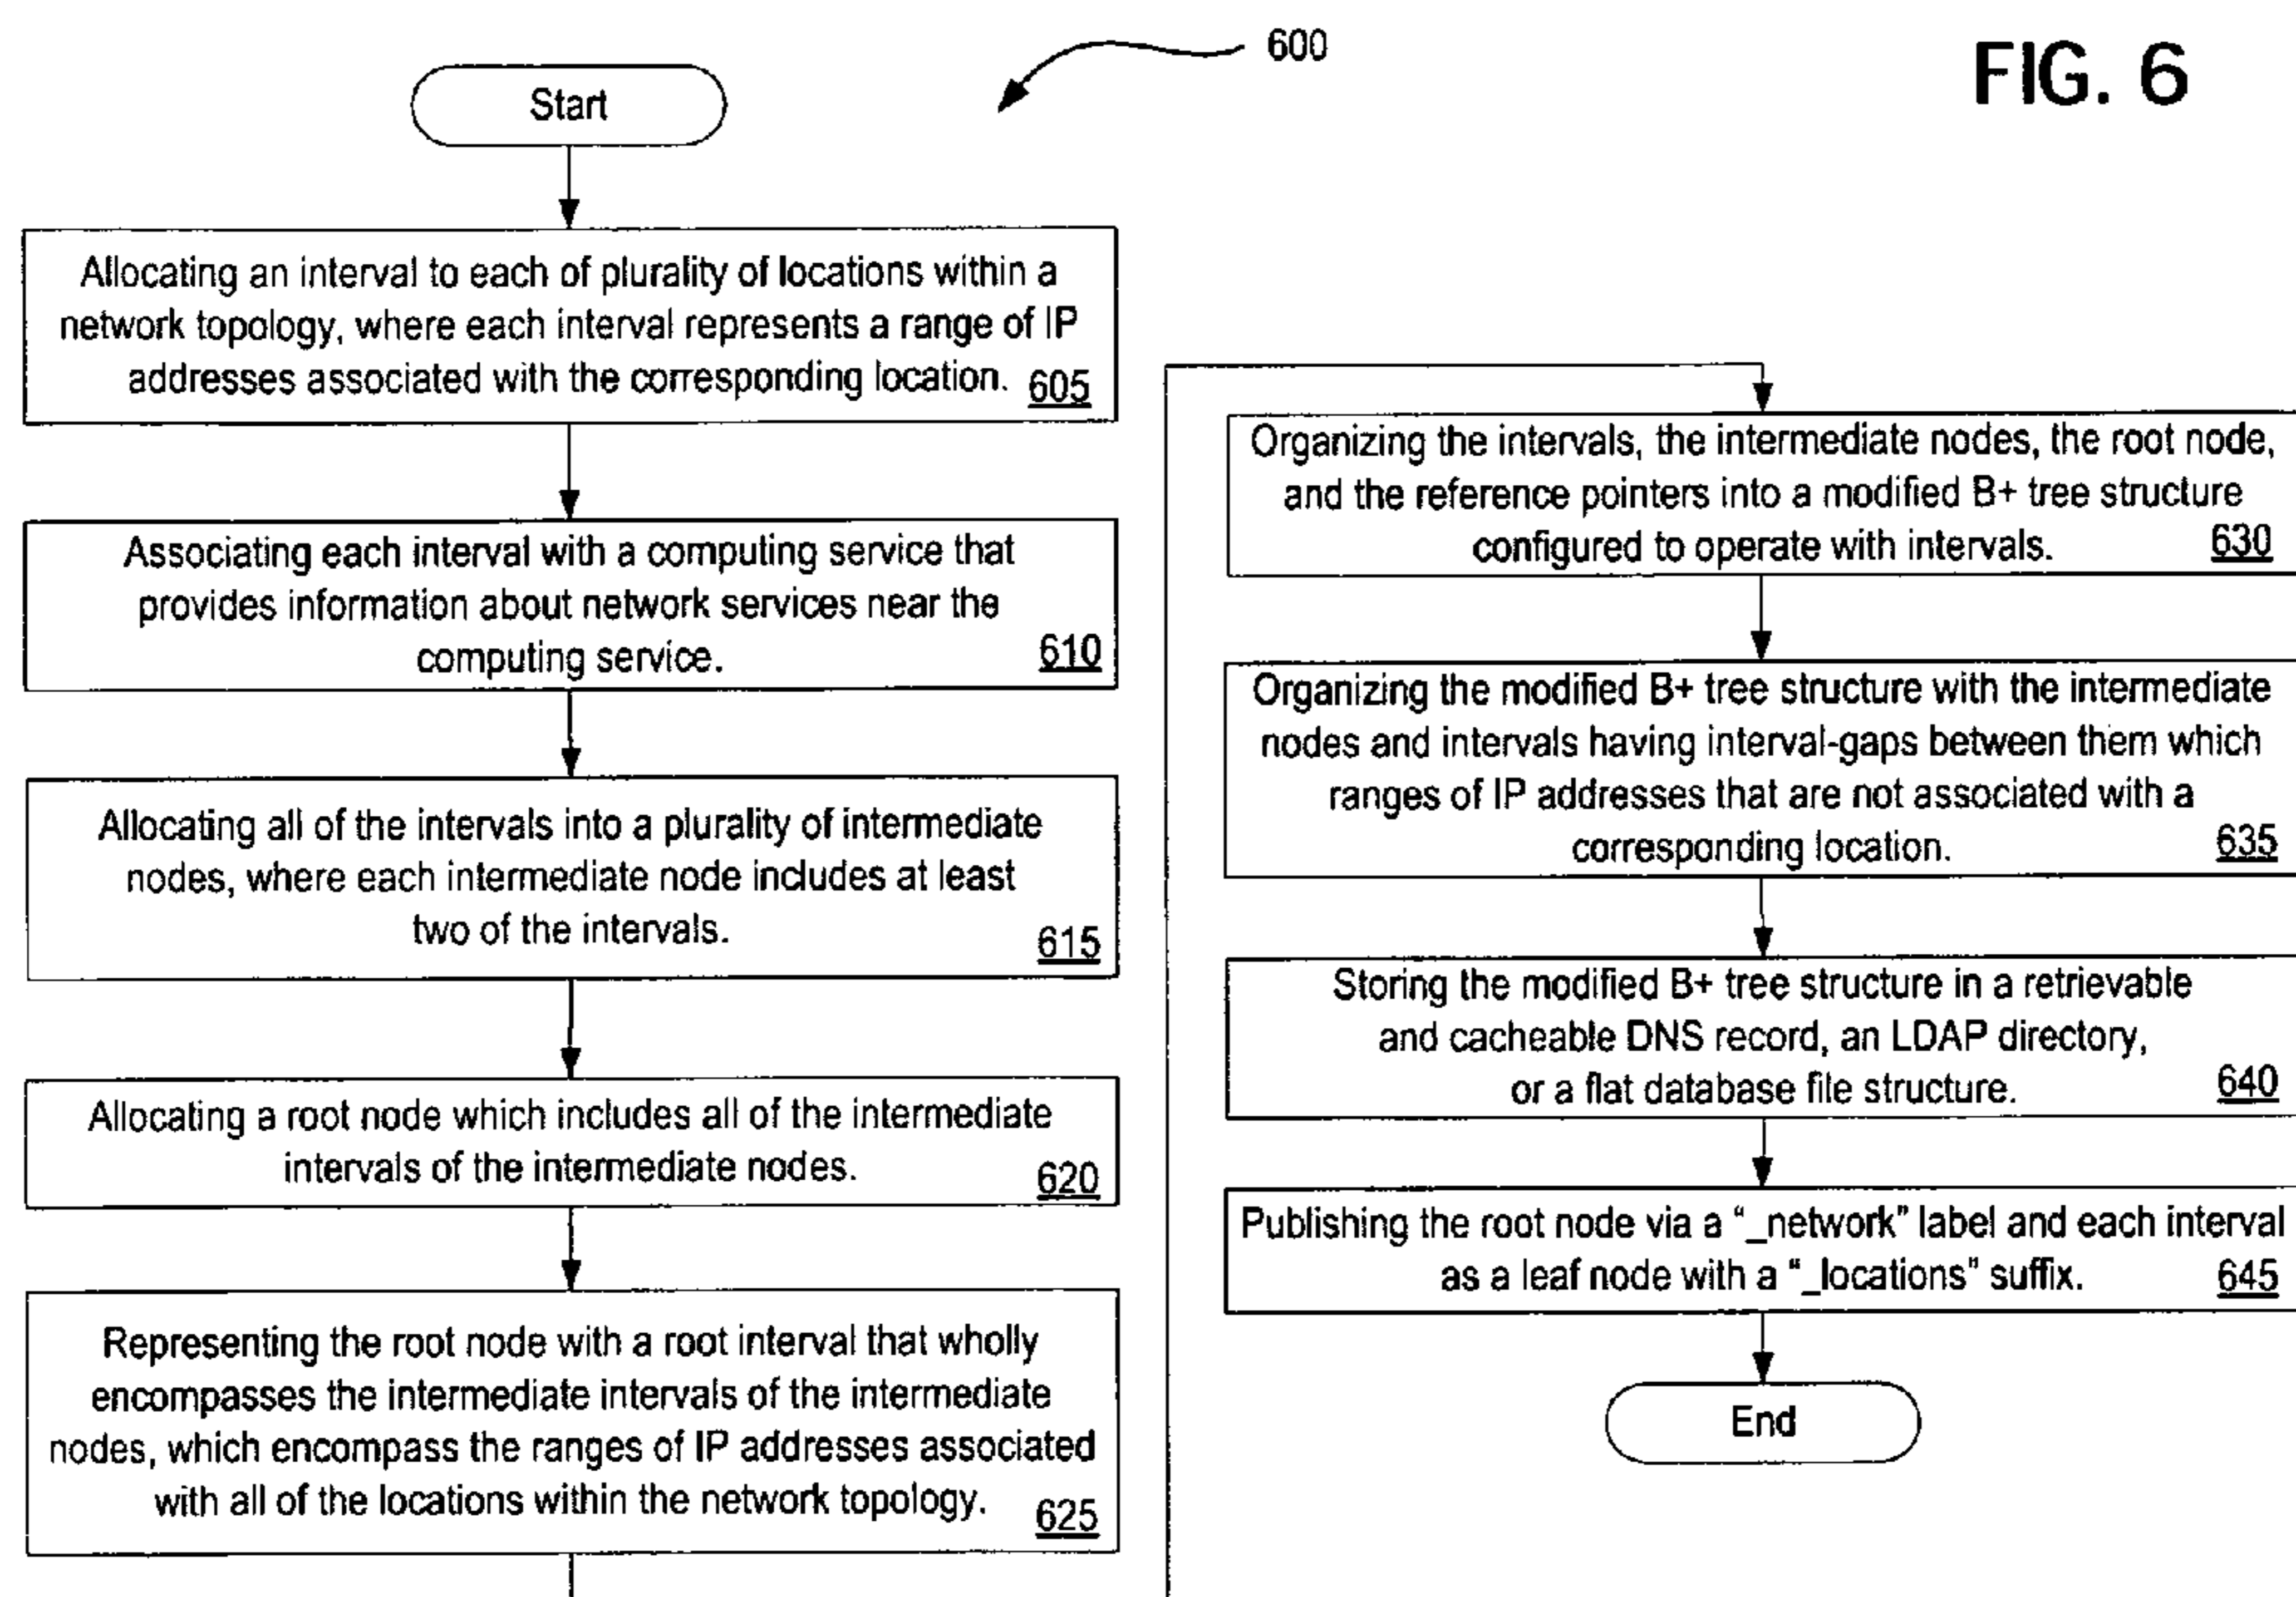 600
FIG. 6
Start
Allocating an interval to each of plurality of locations within a
network topology, where each interval represents a range of IP
addresses associated with the corresponding location. 605
Associating each interval with a computing service that
provides information about network services near the
computing service. 610
Allocating all of the intervals into a plurality of intermediate
nodes, where each intermediate node includes at least
two of the intervals. 615
Allocating a root node which includes all of the intermediate
intervals of the intermediate nodes. 620
Representing the root node with a root interval that wholly
encompasses the intermediate intervals of the intermediate
nodes, which encompass the ranges of IP addresses associated
with all of the locations within the network topology. 625
Organizing the intervals, the intermediate nodes, the root node,
and the reference pointers into a modified B+ tree structure
configured to operate with intervals. 630
Organizing the modified B+ tree structure with the intermediate
nodes and intervals having interval-gaps between them which
ranges of IP addresses that are not associated with a
corresponding location. 635
Storing the modified B+ tree structure in a retrievable
and cacheable DNS record, an LDAP directory,
or a flat database file structure. 640
Publishing the root node via a “_network” label and each interval
as a leaf node with a “_locations” suffix. 645
End